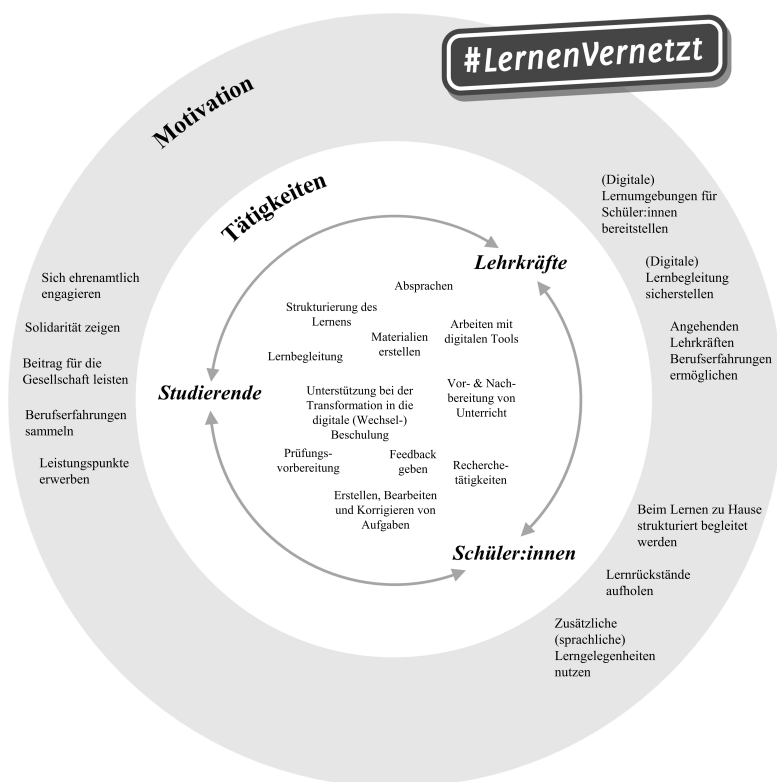 #LernenVernetzt
Motivation
Tätigkeiten
(Digitale)
Lernumgebungen für
Schüler:innen
bereitstellen
(Digitale)
Lernbegleitung
sicherstellen
Angehenden
Lehrkräften
Berufserfahrungen
ermöglichen
Lehrkräfte
Sich ehrenamtlich
engagieren
Solidarität zeigen
Beitrag für die
Gesellschaft leisten
Berufserfahrungen
sammeln
Leistungspunkte
erwerben
Studierende
Absprachen
Strukturierung des
Lernens
Materialien
erstellen
Arbeiten mit
digitalen Tools
Lernbegleitung
Unterstützung bei der
Transformation in die
digitale (Wechsel-)
Beschulung
Vor- & Nach-
bereitung von
Unterricht
Prüfungs-
vorbereitung
Feedback
geben
Recherche-
tätigkeiten
Erstellen, Bearbeiten
und Korrigieren von
Aufgaben
Schüler:innen
Beim Lernen zu Hause
strukturiert begleitet
werden
Lernrückstände
aufholen
Zusätzliche
(sprachliche)
Lerngelegenheiten
nutzen